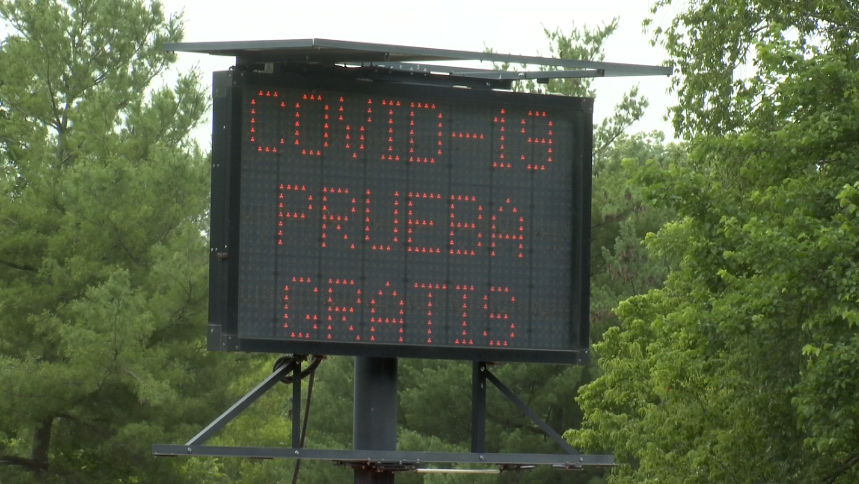 COVID-19
PRUEBA
GRATIS